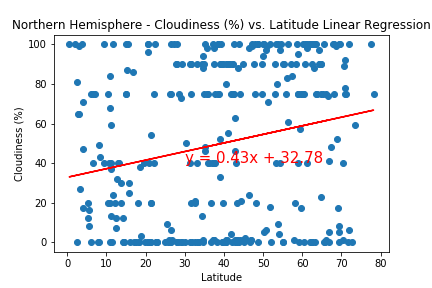 Northern Hemisphere - Cloudiness (%) vs. Latitude Linear Regression
100
80
60
40
20
0
Cloudiness (%)
y = 0.43x + 32.78
0 10 20 30 40 50 60 70 80
Latitude